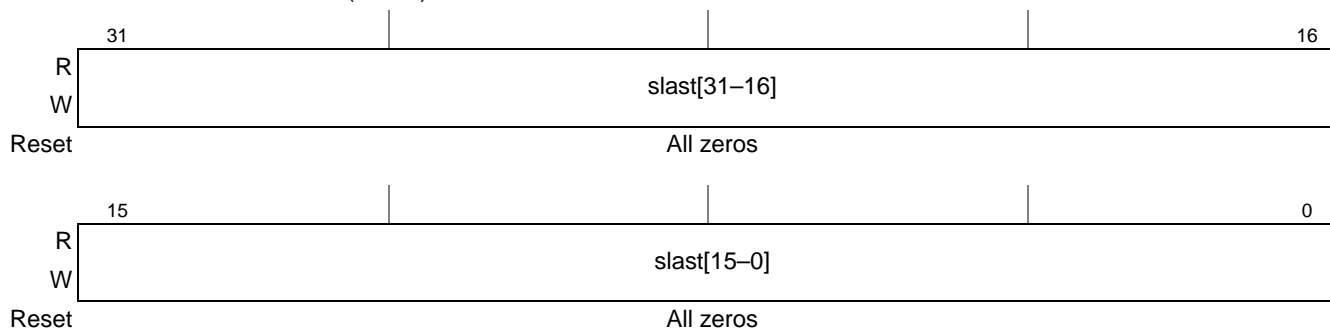 31 16
R
slast[31–16]
W
Reset All zeros
15 0
R
slast[15–0]
W
Reset All zeros